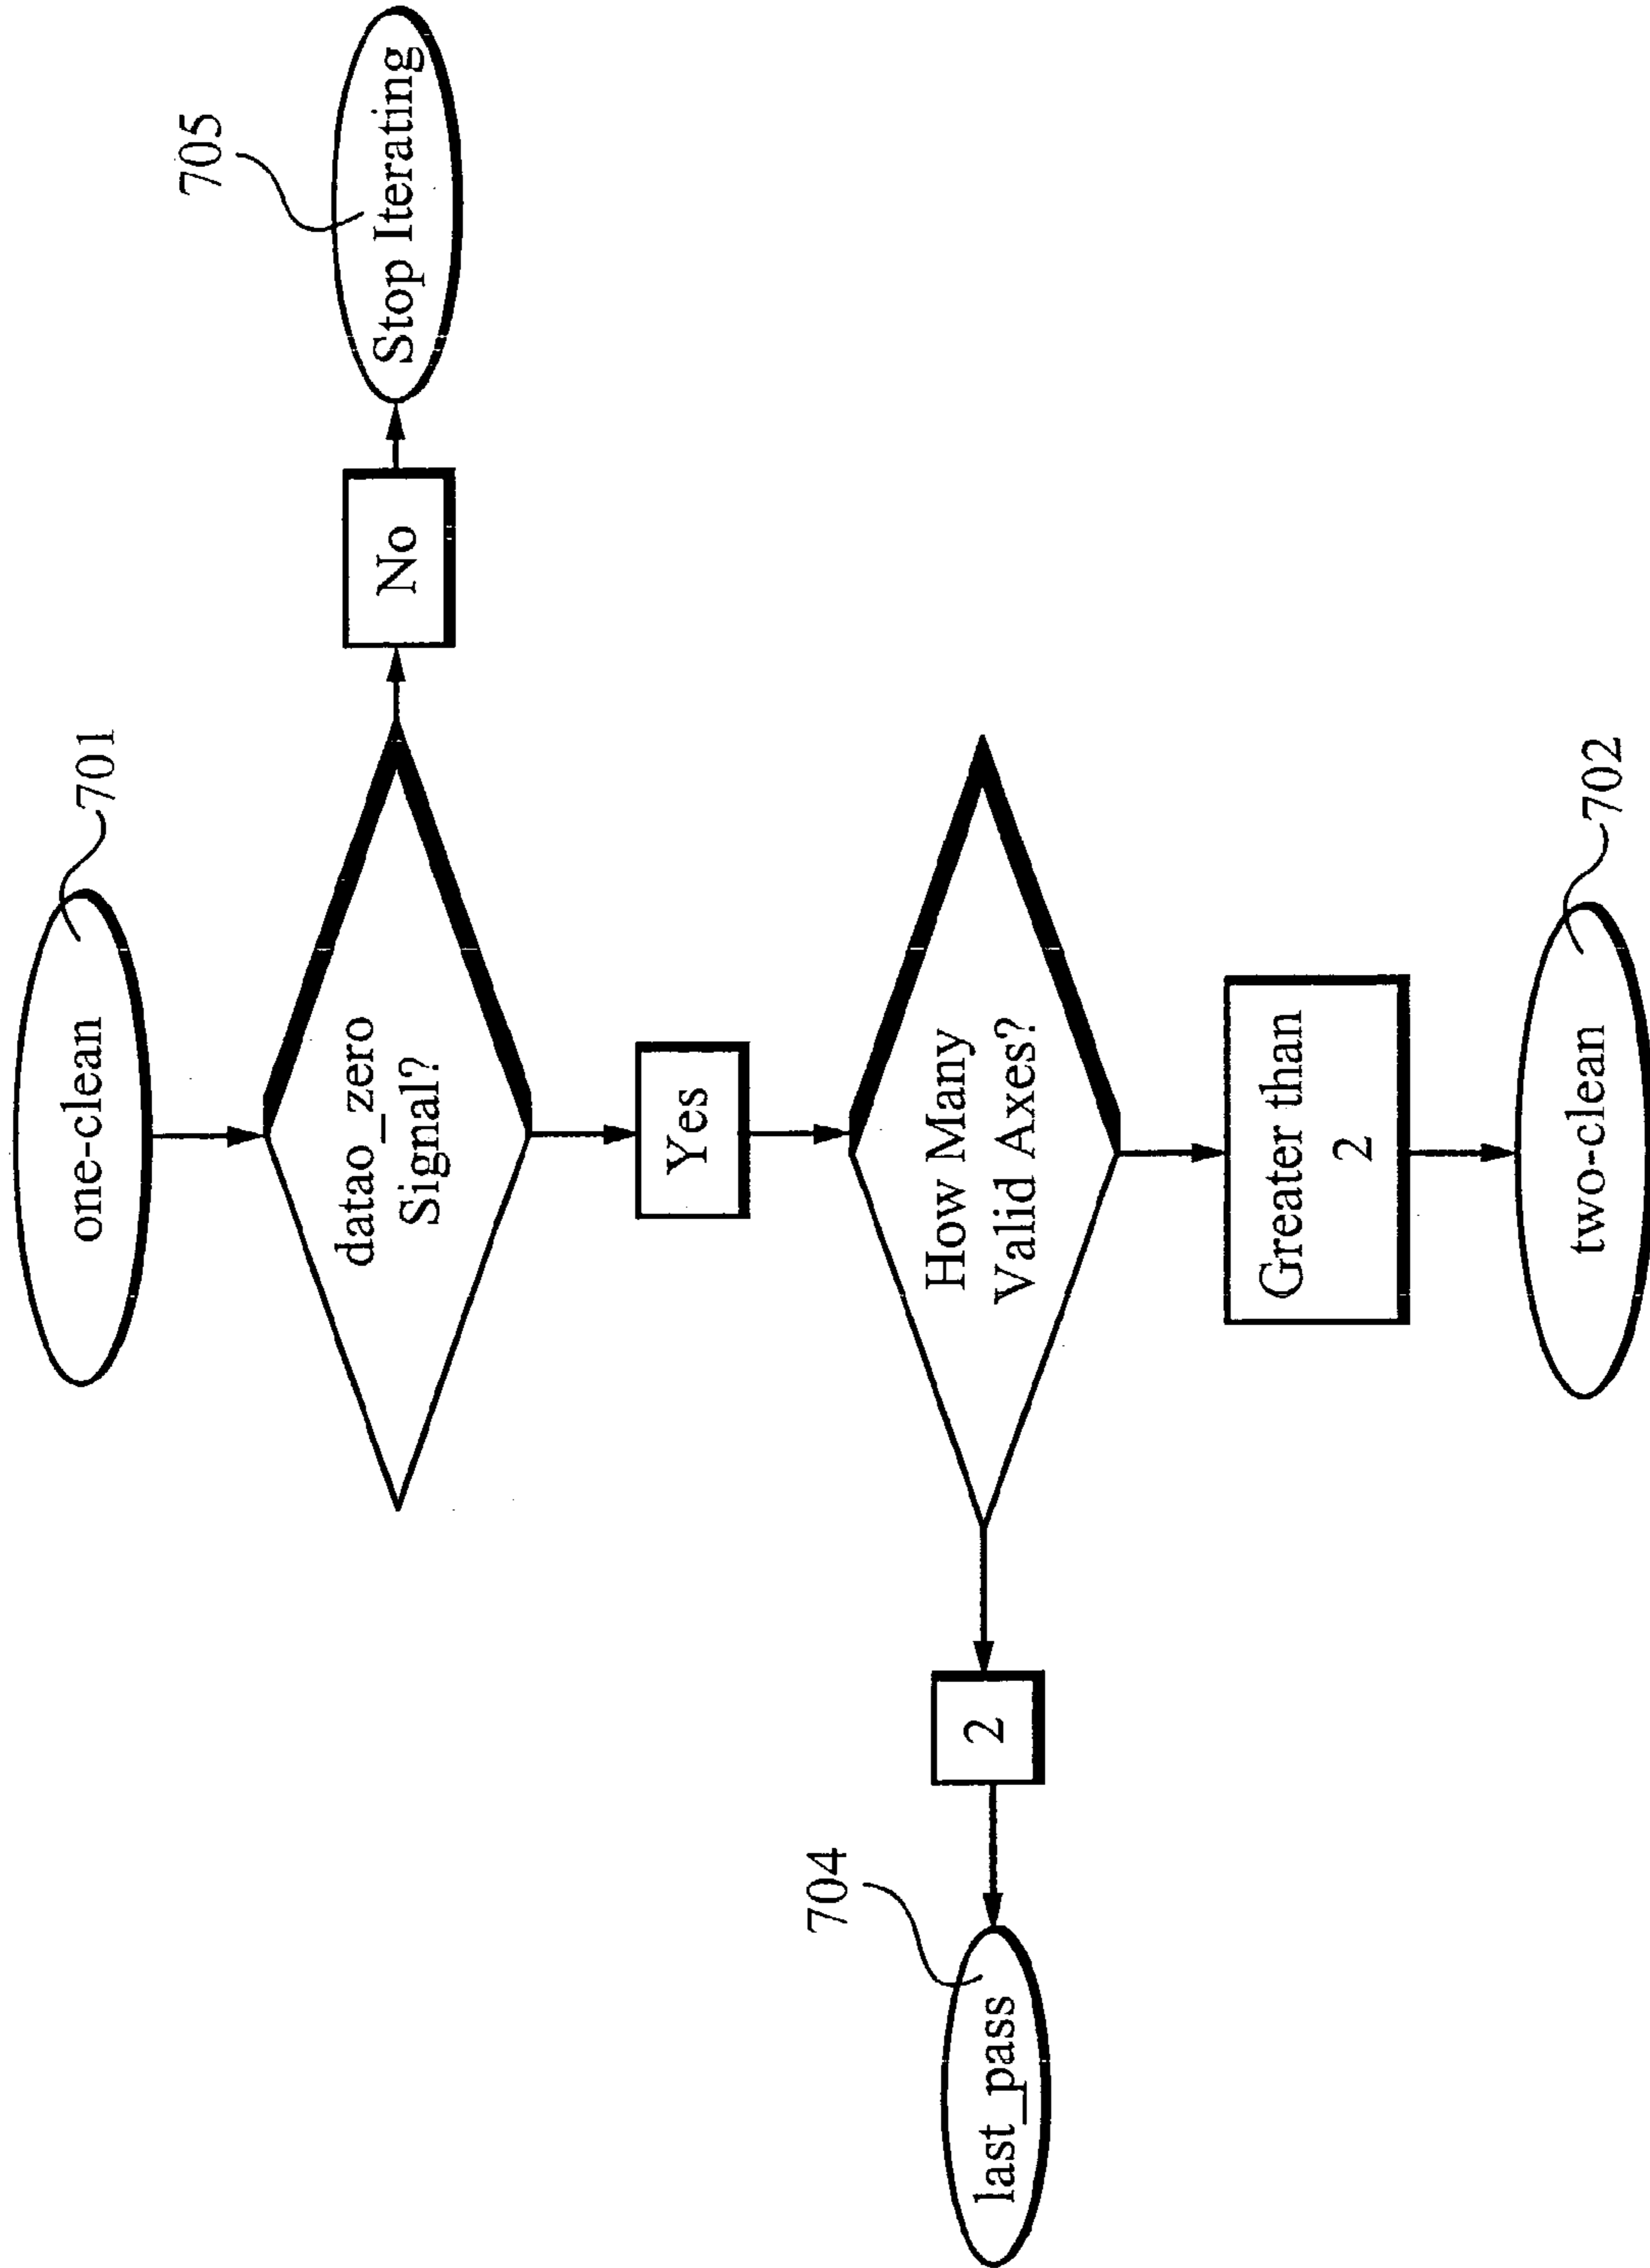 one-clean
701
datao_zero
Signal?
No
Stop Iterating
705
Yes
How Many
Valid Axes?
2
last_pass
704
Greater than
2
two-clean
702